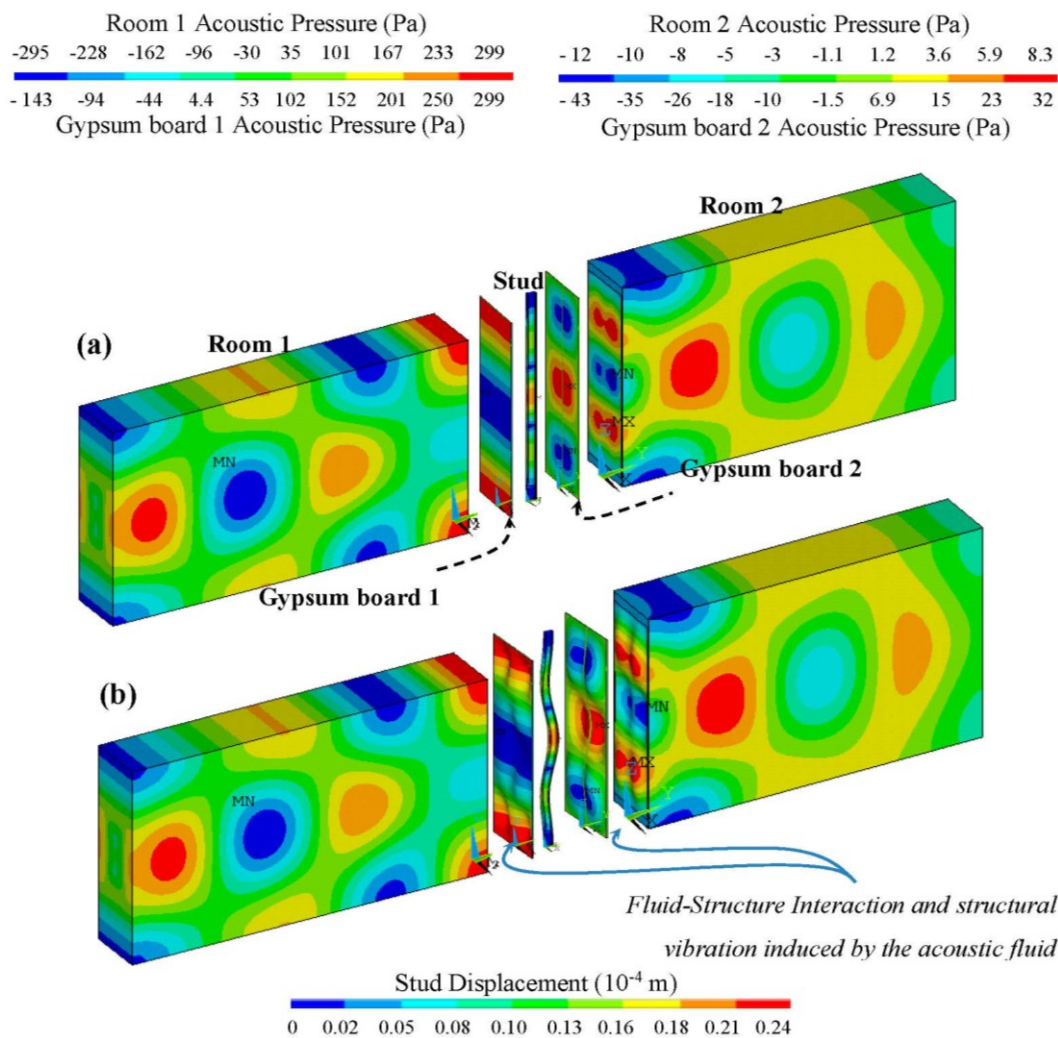 Room 1 Acoustic Pressure (Pa)
-295 -228 -162 -96 -30 35 101 167 233 299
-143 -94 -44 4.4 53 102 152 201 250 299
Gypsum board 1 Acoustic Pressure (Pa)
Room 2 Acoustic Pressure (Pa)
-12 -10 -8 -5 -3 -1.1 1.2 3.6 5.9 8.3
-43 -35 -26 -18 -10 -1.5 6.9 15 23 32
Gypsum board 2 Acoustic Pressure (Pa)
Room 2
Stud
(a)
Room 1
MN
MN
MX
Y
X
Gypsum board 2
Gypsum board 1
(b)
MN
MN
MX
Y
X
Fluid-Structure Interaction and structural
vibration induced by the acoustic fluid
Stud Displacement (10-4 m)
0 0.02 0.05 0.08 0.10 0.13 0.16 0.18 0.21 0.24